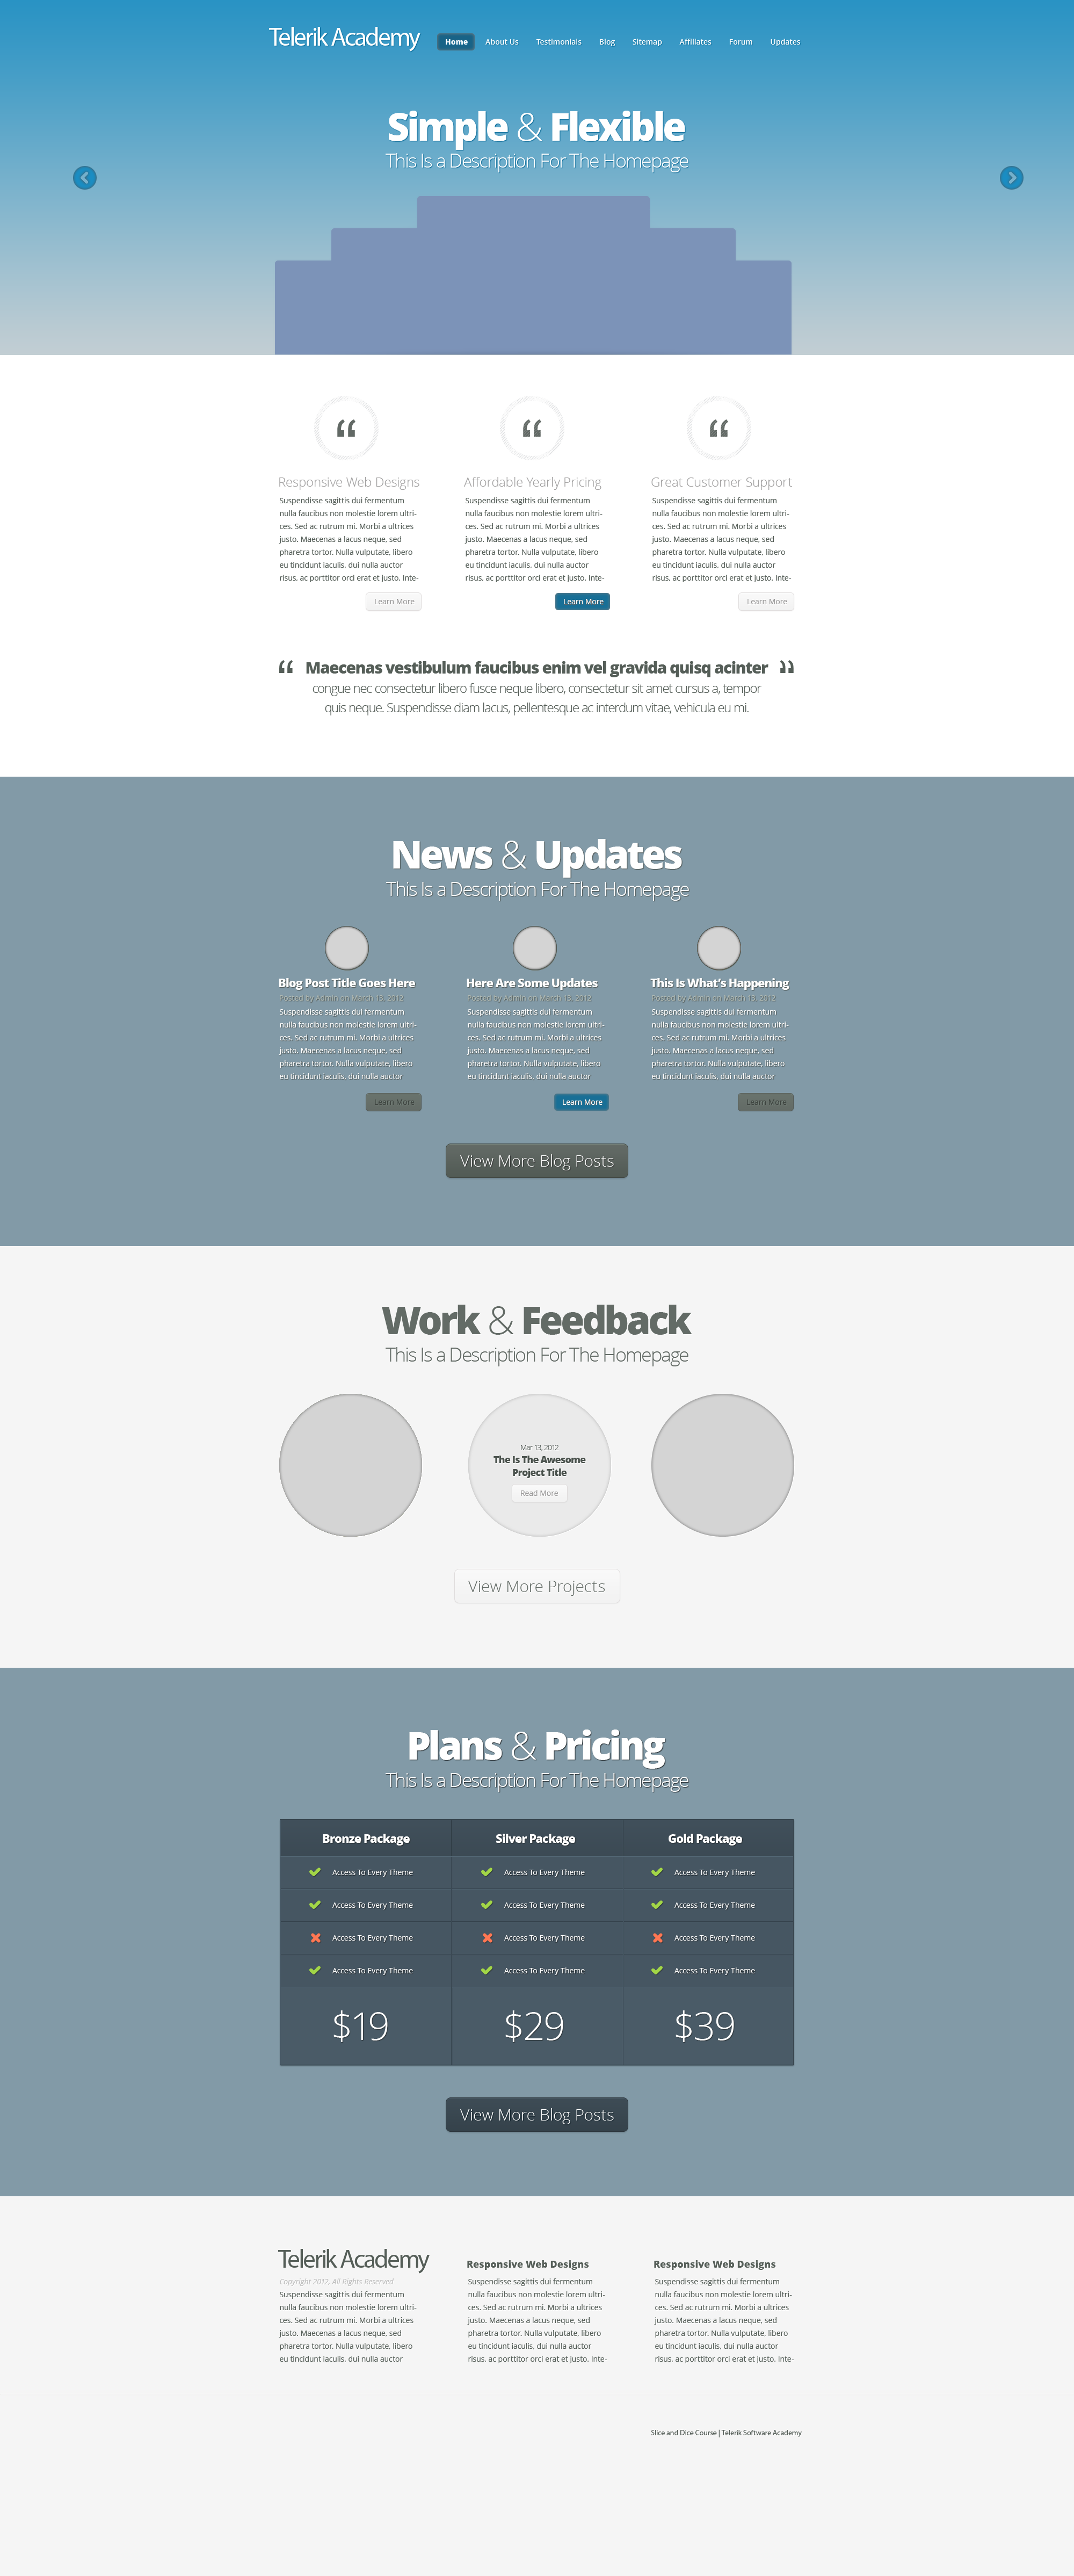 Telerik Academy
Home About Us Testimonials Blog Sitemap Affiliates Forum Updates
Simple & Flexible
This Is a Description For The Homepage
“ “ “
Responsive Web Designs
Suspendisse sagittis dui fermentum
nulla faucibus non molestie lorem ultri-
ces. Sed ac rutrum mi. Morbi a ultrices
justo. Maecenas a lacus neque, sed
pharetra tortor. Nulla vulputate, libero
eu tincidunt iaculis, dui nulla auctor
risus, ac porttitor orci erat et justo. Inte-
Learn More
Affordable Yearly Pricing
Suspendisse sagittis dui fermentum
nulla faucibus non molestie lorem ultri-
ces. Sed ac rutrum mi. Morbi a ultrices
justo. Maecenas a lacus neque, sed
pharetra tortor. Nulla vulputate, libero
eu tincidunt iaculis, dui nulla auctor
risus, ac porttitor orci erat et justo. Inte-
Learn More
Great Customer Support
Suspendisse sagittis dui fermentum
nulla faucibus non molestie lorem ultri-
ces. Sed ac rutrum mi. Morbi a ultrices
justo. Maecenas a lacus neque, sed
pharetra tortor. Nulla vulputate, libero
eu tincidunt iaculis, dui nulla auctor
risus, ac porttitor orci erat et justo. Inte-
Learn More
“ Maecenas vestibulum faucibus enim vel gravida quisq acinter ”
congue nec consectetur libero fusce neque libero, consectetur sit amet cursus a, tempor
quis neque. Suspendisse diam lacus, pellentesque ac interdum vitae, vehicula eu mi.
News & Updates
This Is a Description For The Homepage
Blog Post Title Goes Here
Posted by Admin on March 13, 2012
Suspendisse sagittis dui fermentum
nulla faucibus non molestie lorem ultri-
ces. Sed ac rutrum mi. Morbi a ultrices
justo. Maecenas a lacus neque, sed
pharetra tortor. Nulla vulputate, libero
eu tincidunt iaculis, dui nulla auctor
Learn More
Here Are Some Updates
Posted by Admin on March 13, 2012
Suspendisse sagittis dui fermentum
nulla faucibus non molestie lorem ultri-
ces. Sed ac rutrum mi. Morbi a ultrices
justo. Maecenas a lacus neque, sed
pharetra tortor. Nulla vulputate, libero
eu tincidunt iaculis, dui nulla auctor
Learn More
This Is What’s Happening
Posted by Admin on March 13, 2012
Suspendisse sagittis dui fermentum
nulla faucibus non molestie lorem ultri-
ces. Sed ac rutrum mi. Morbi a ultrices
justo. Maecenas a lacus neque, sed
pharetra tortor. Nulla vulputate, libero
eu tincidunt iaculis, dui nulla auctor
Learn More
View More Blog Posts
Work & Feedback
This Is a Description For The Homepage
Mar 13, 2012
The Is The Awesome
Project Title
Read More
View More Projects
Plans & Pricing
This Is a Description For The Homepage
Bronze Package Silver Package Gold Package
Access To Every Theme Access To Every Theme Access To Every Theme
Access To Every Theme Access To Every Theme Access To Every Theme
Access To Every Theme Access To Every Theme Access To Every Theme
Access To Every Theme Access To Every Theme Access To Every Theme
$19 $29 $39
View More Blog Posts
Telerik Academy
Copyright 2012, All Rights Reserved
Suspendisse sagittis dui fermentum
nulla faucibus non molestie lorem ultri-
ces. Sed ac rutrum mi. Morbi a ultrices
justo. Maecenas a lacus neque, sed
pharetra tortor. Nulla vulputate, libero
eu tincidunt iaculis, dui nulla auctor
Responsive Web Designs
Suspendisse sagittis dui fermentum
nulla faucibus non molestie lorem ultri-
ces. Sed ac rutrum mi. Morbi a ultrices
justo. Maecenas a lacus neque, sed
pharetra tortor. Nulla vulputate, libero
eu tincidunt iaculis, dui nulla auctor
risus, ac porttitor orci erat et justo. Inte-
Responsive Web Designs
Suspendisse sagittis dui fermentum
nulla faucibus non molestie lorem ultri-
ces. Sed ac rutrum mi. Morbi a ultrices
justo. Maecenas a lacus neque, sed
pharetra tortor. Nulla vulputate, libero
eu tincidunt iaculis, dui nulla auctor
risus, ac porttitor orci erat et justo. Inte-
Slice and Dice Course | Telerik Software Academy